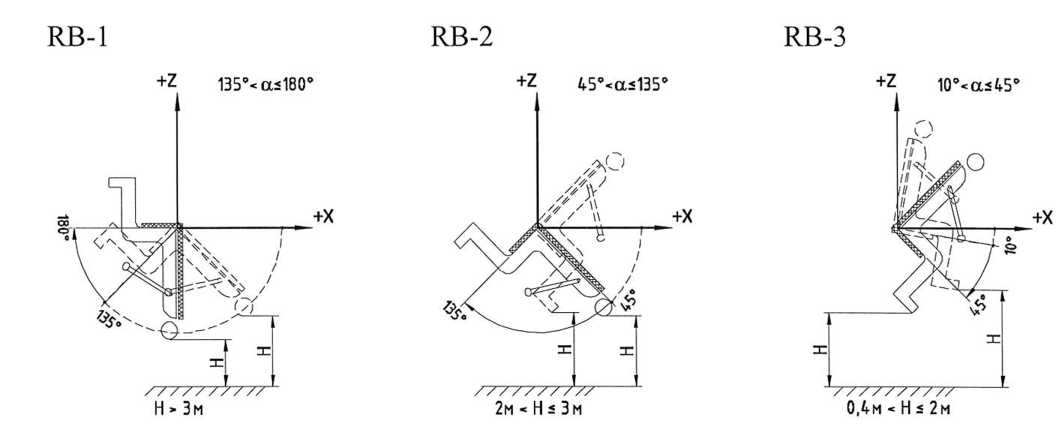 RB-1
+Z
135°<α≤180°
+X
180°
135°
H
H
H > 3м
RB-2
+Z
45°<α≤135°
+X
135°
45°
H
H
2м < H ≤ 3м
RB-3
+Z
10°<α≤45°
+X
10°
45°
H
H
0,4м < H ≤ 2м